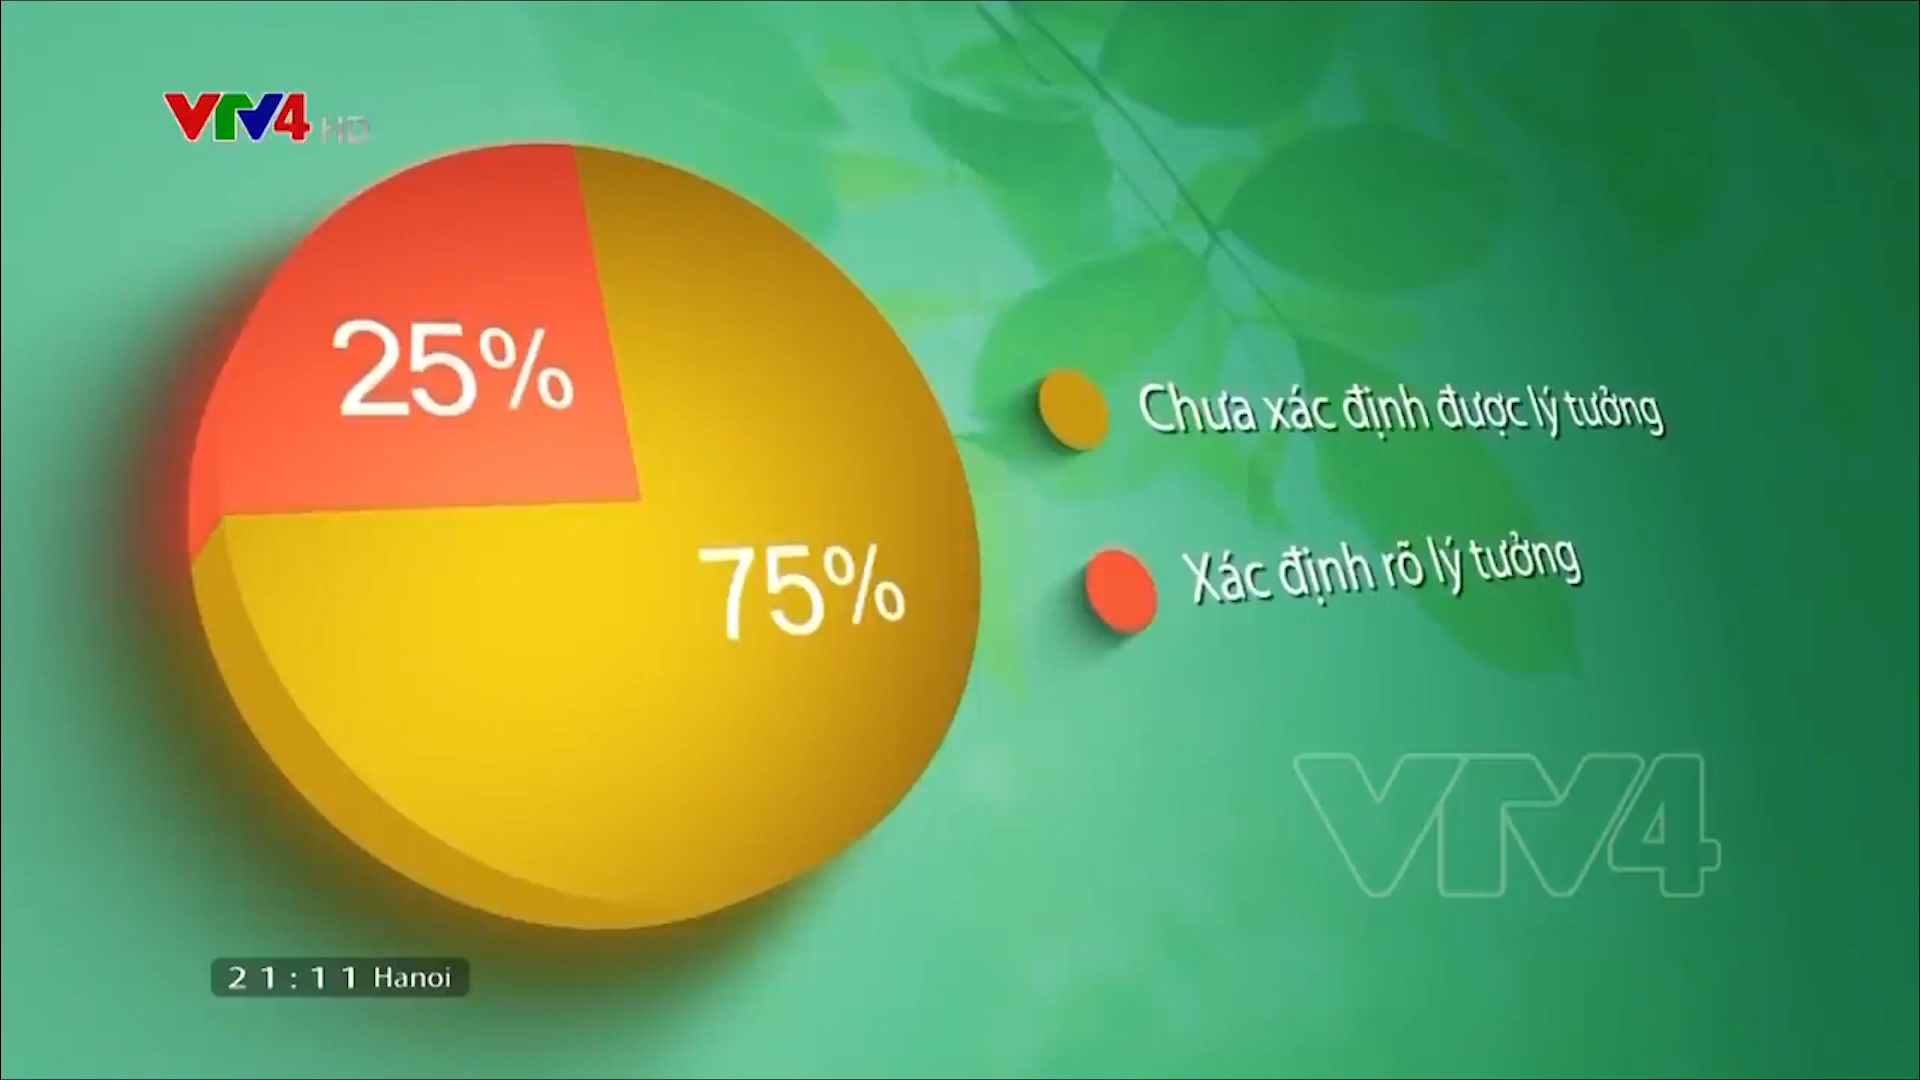 VTV4 HD
25%
75%
Chưa xác định được lý tưởng
Xác định rõ lý tưởng
VTV4
21:11 Hanoi